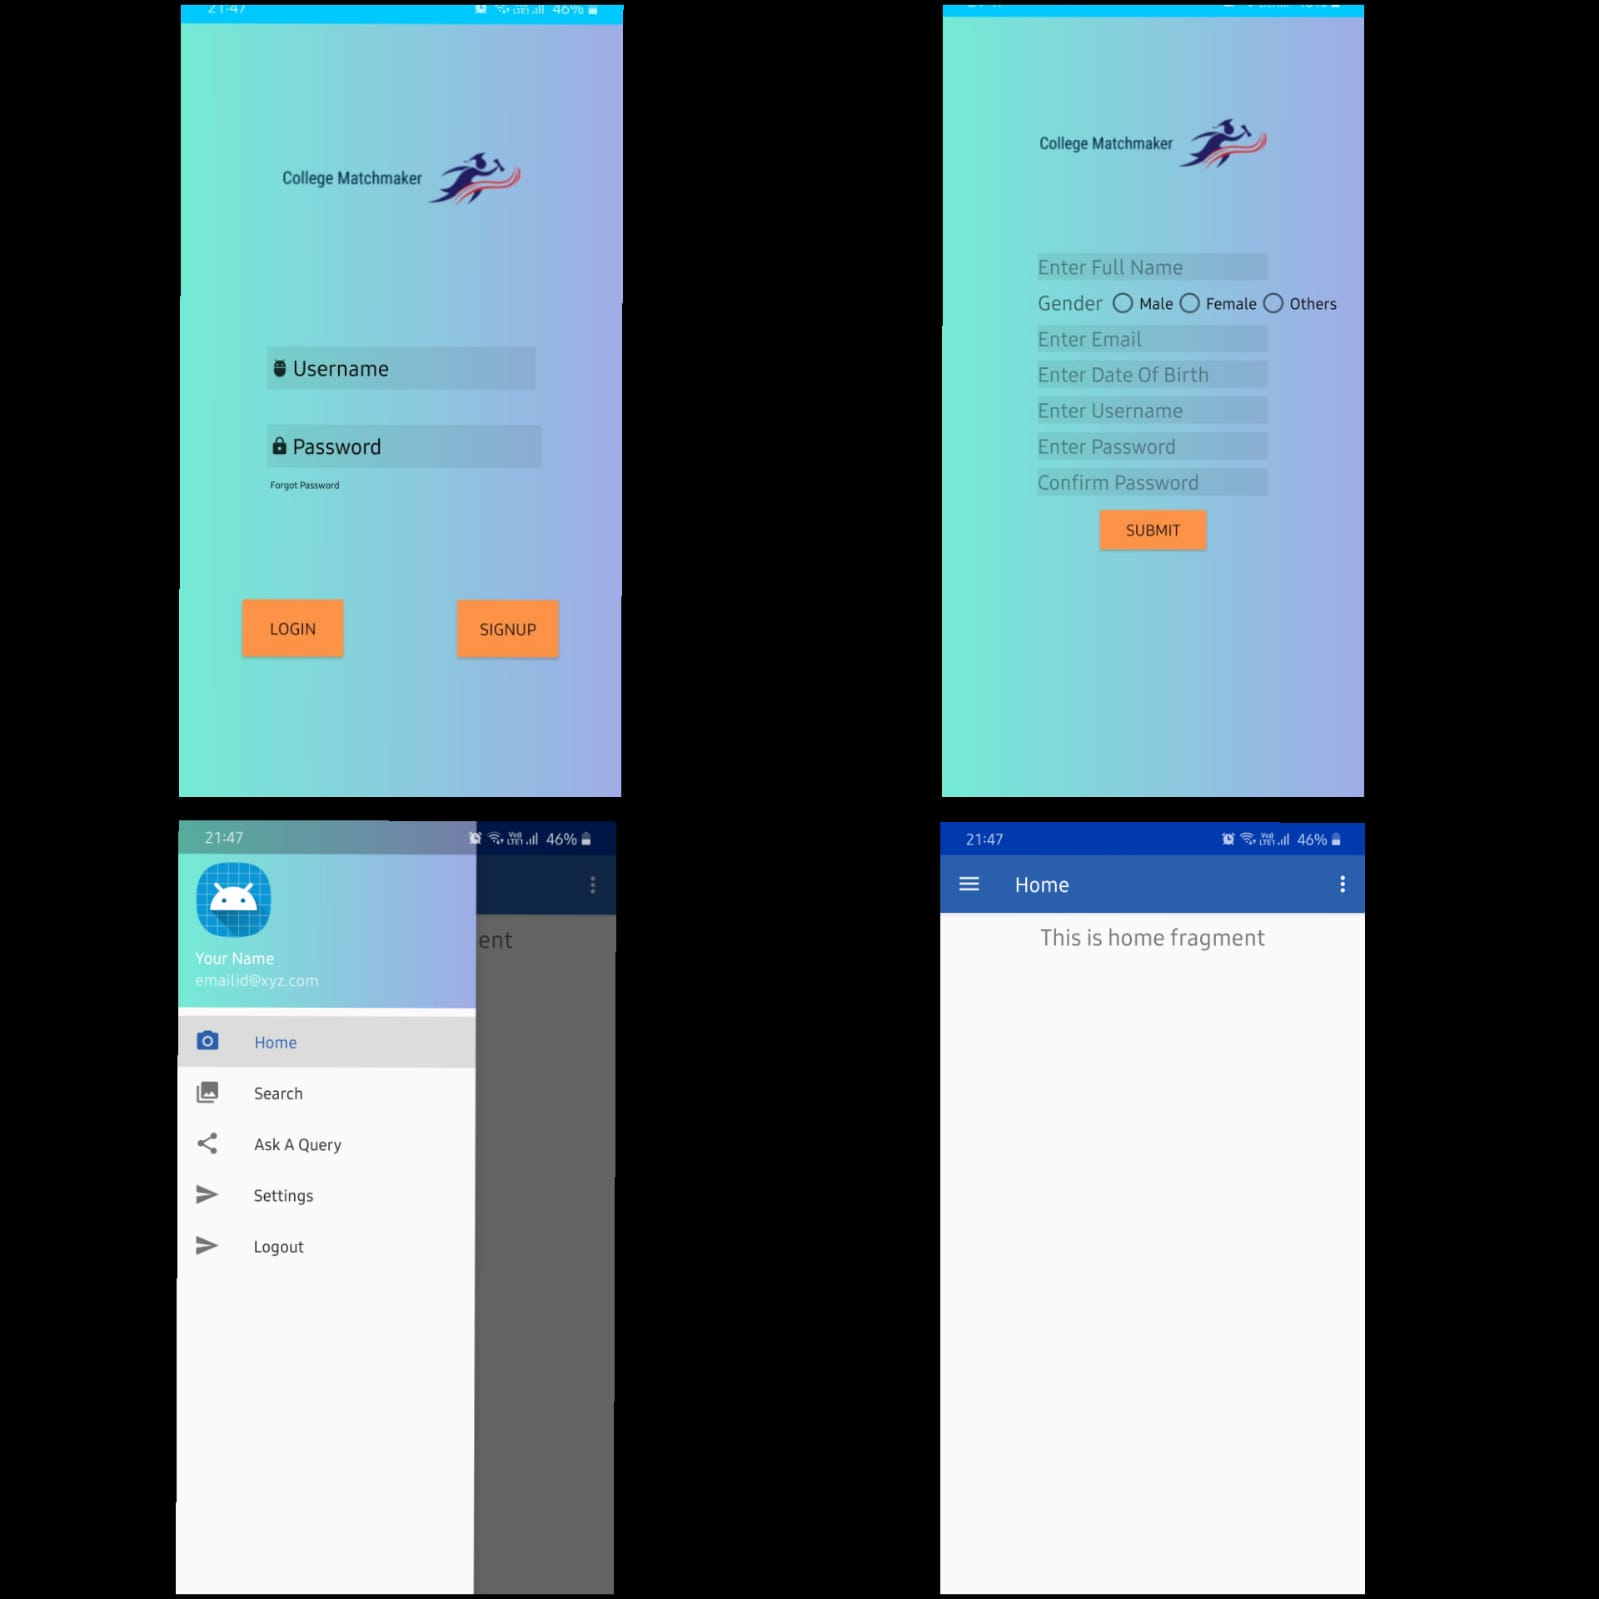 21:47 46%
College Matchmaker
Username
Password
Forgot Password
LOGIN SIGNUP
College Matchmaker
Enter Full Name
Gender Male Female Others
Enter Email
Enter Date Of Birth
Enter Username
Enter Password
Confirm Password
SUBMIT
21:47 LTE1 46%
ent
Your Name
emailid@xyz.com
Home
Search
Ask A Query
Settings
Logout
21:47 LTE1 46%
Home
This is home fragment